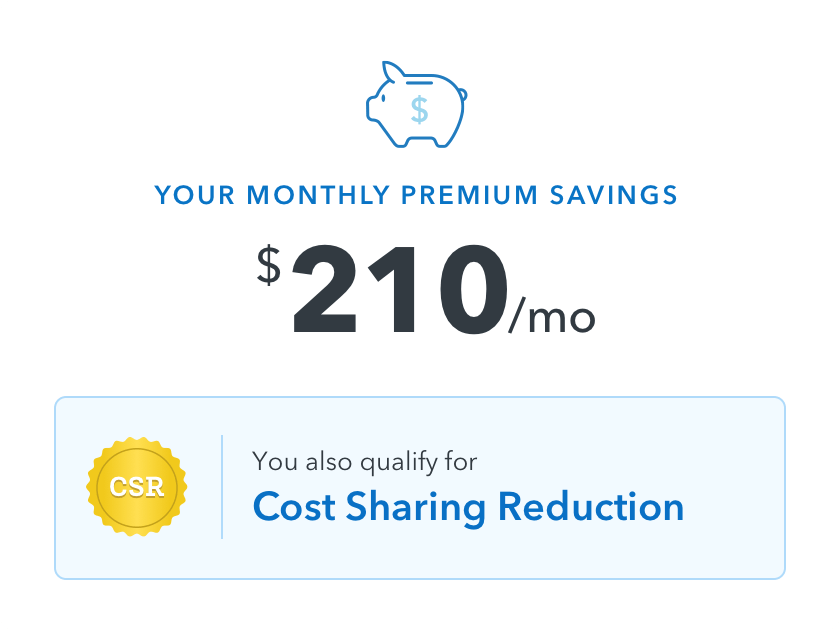 $
YOUR MONTHLY PREMIUM SAVINGS
$210/mo
CSR
You also qualify for
Cost Sharing Reduction